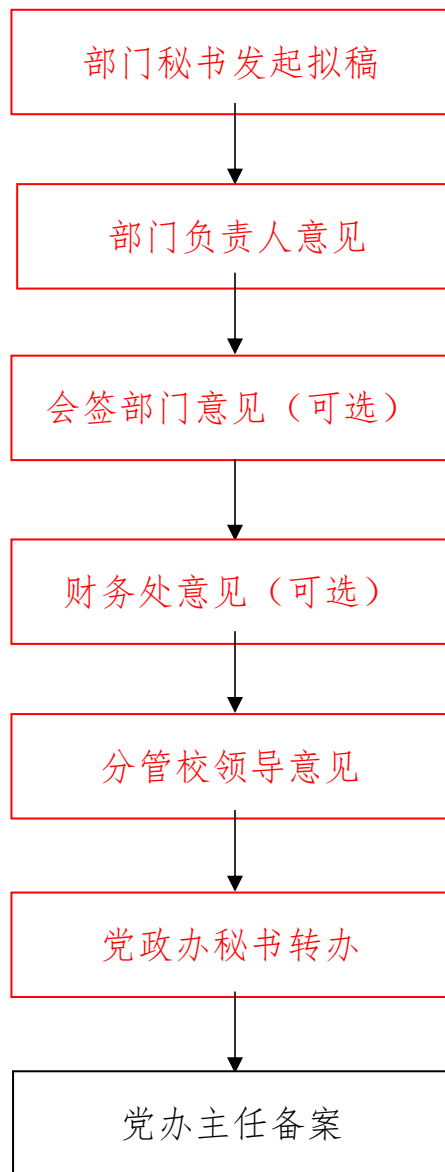 部门秘书发起拟稿
部门负责人意见
会签部门意见（可选）
财务处意见（可选）
分管校领导意见
党政办秘书转办
党办主任备案